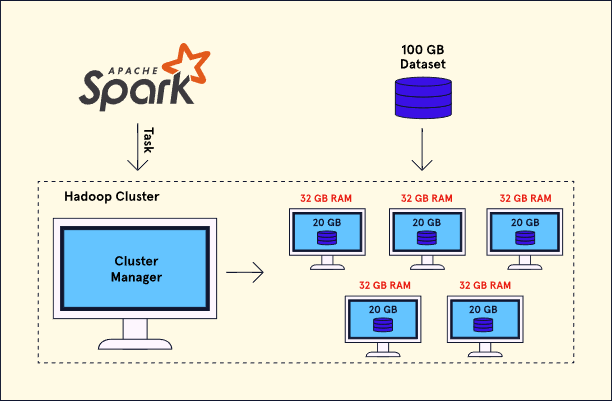 APACHE
Spark
Task
100 GB
Dataset
Hadoop Cluster
Cluster
Manager
32 GB RAM
32 GB RAM
32 GB RAM
20 GB
20 GB
20 GB
32 GB RAM
32 GB RAM
20 GB
20 GB